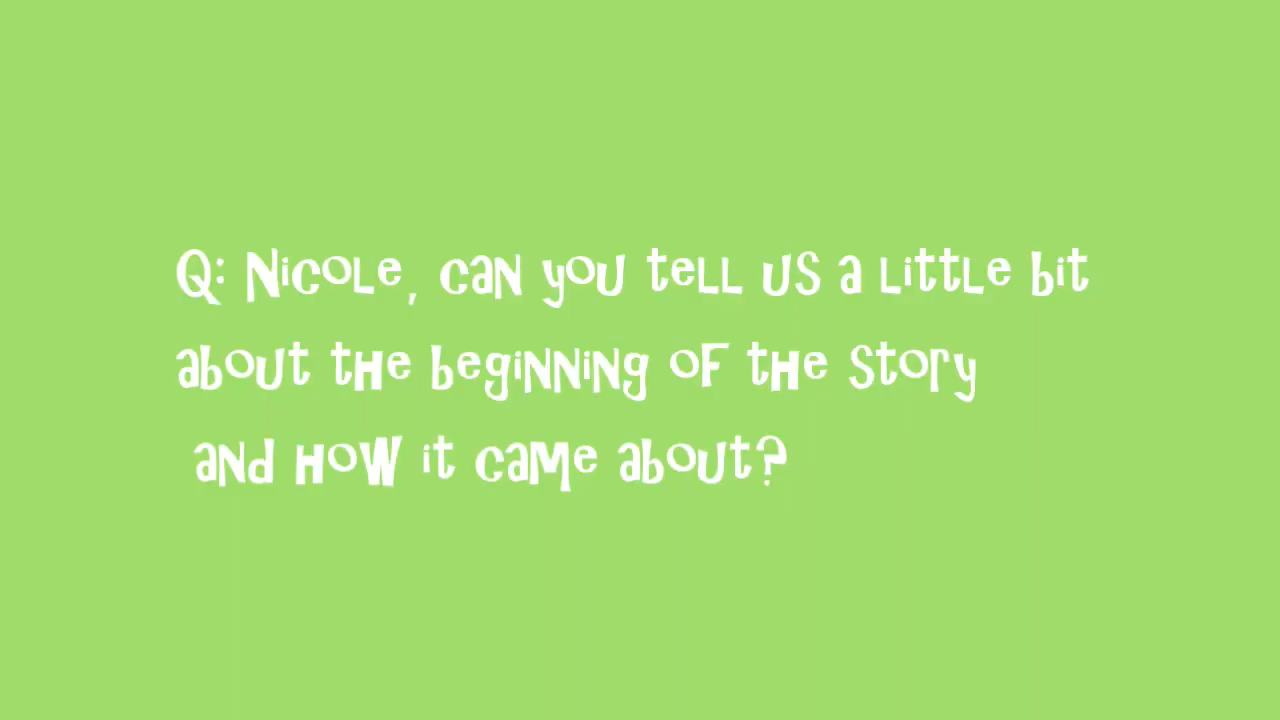 Q: Nicole, can you tell us a little bit
about the beginning of the story
and how it came about?